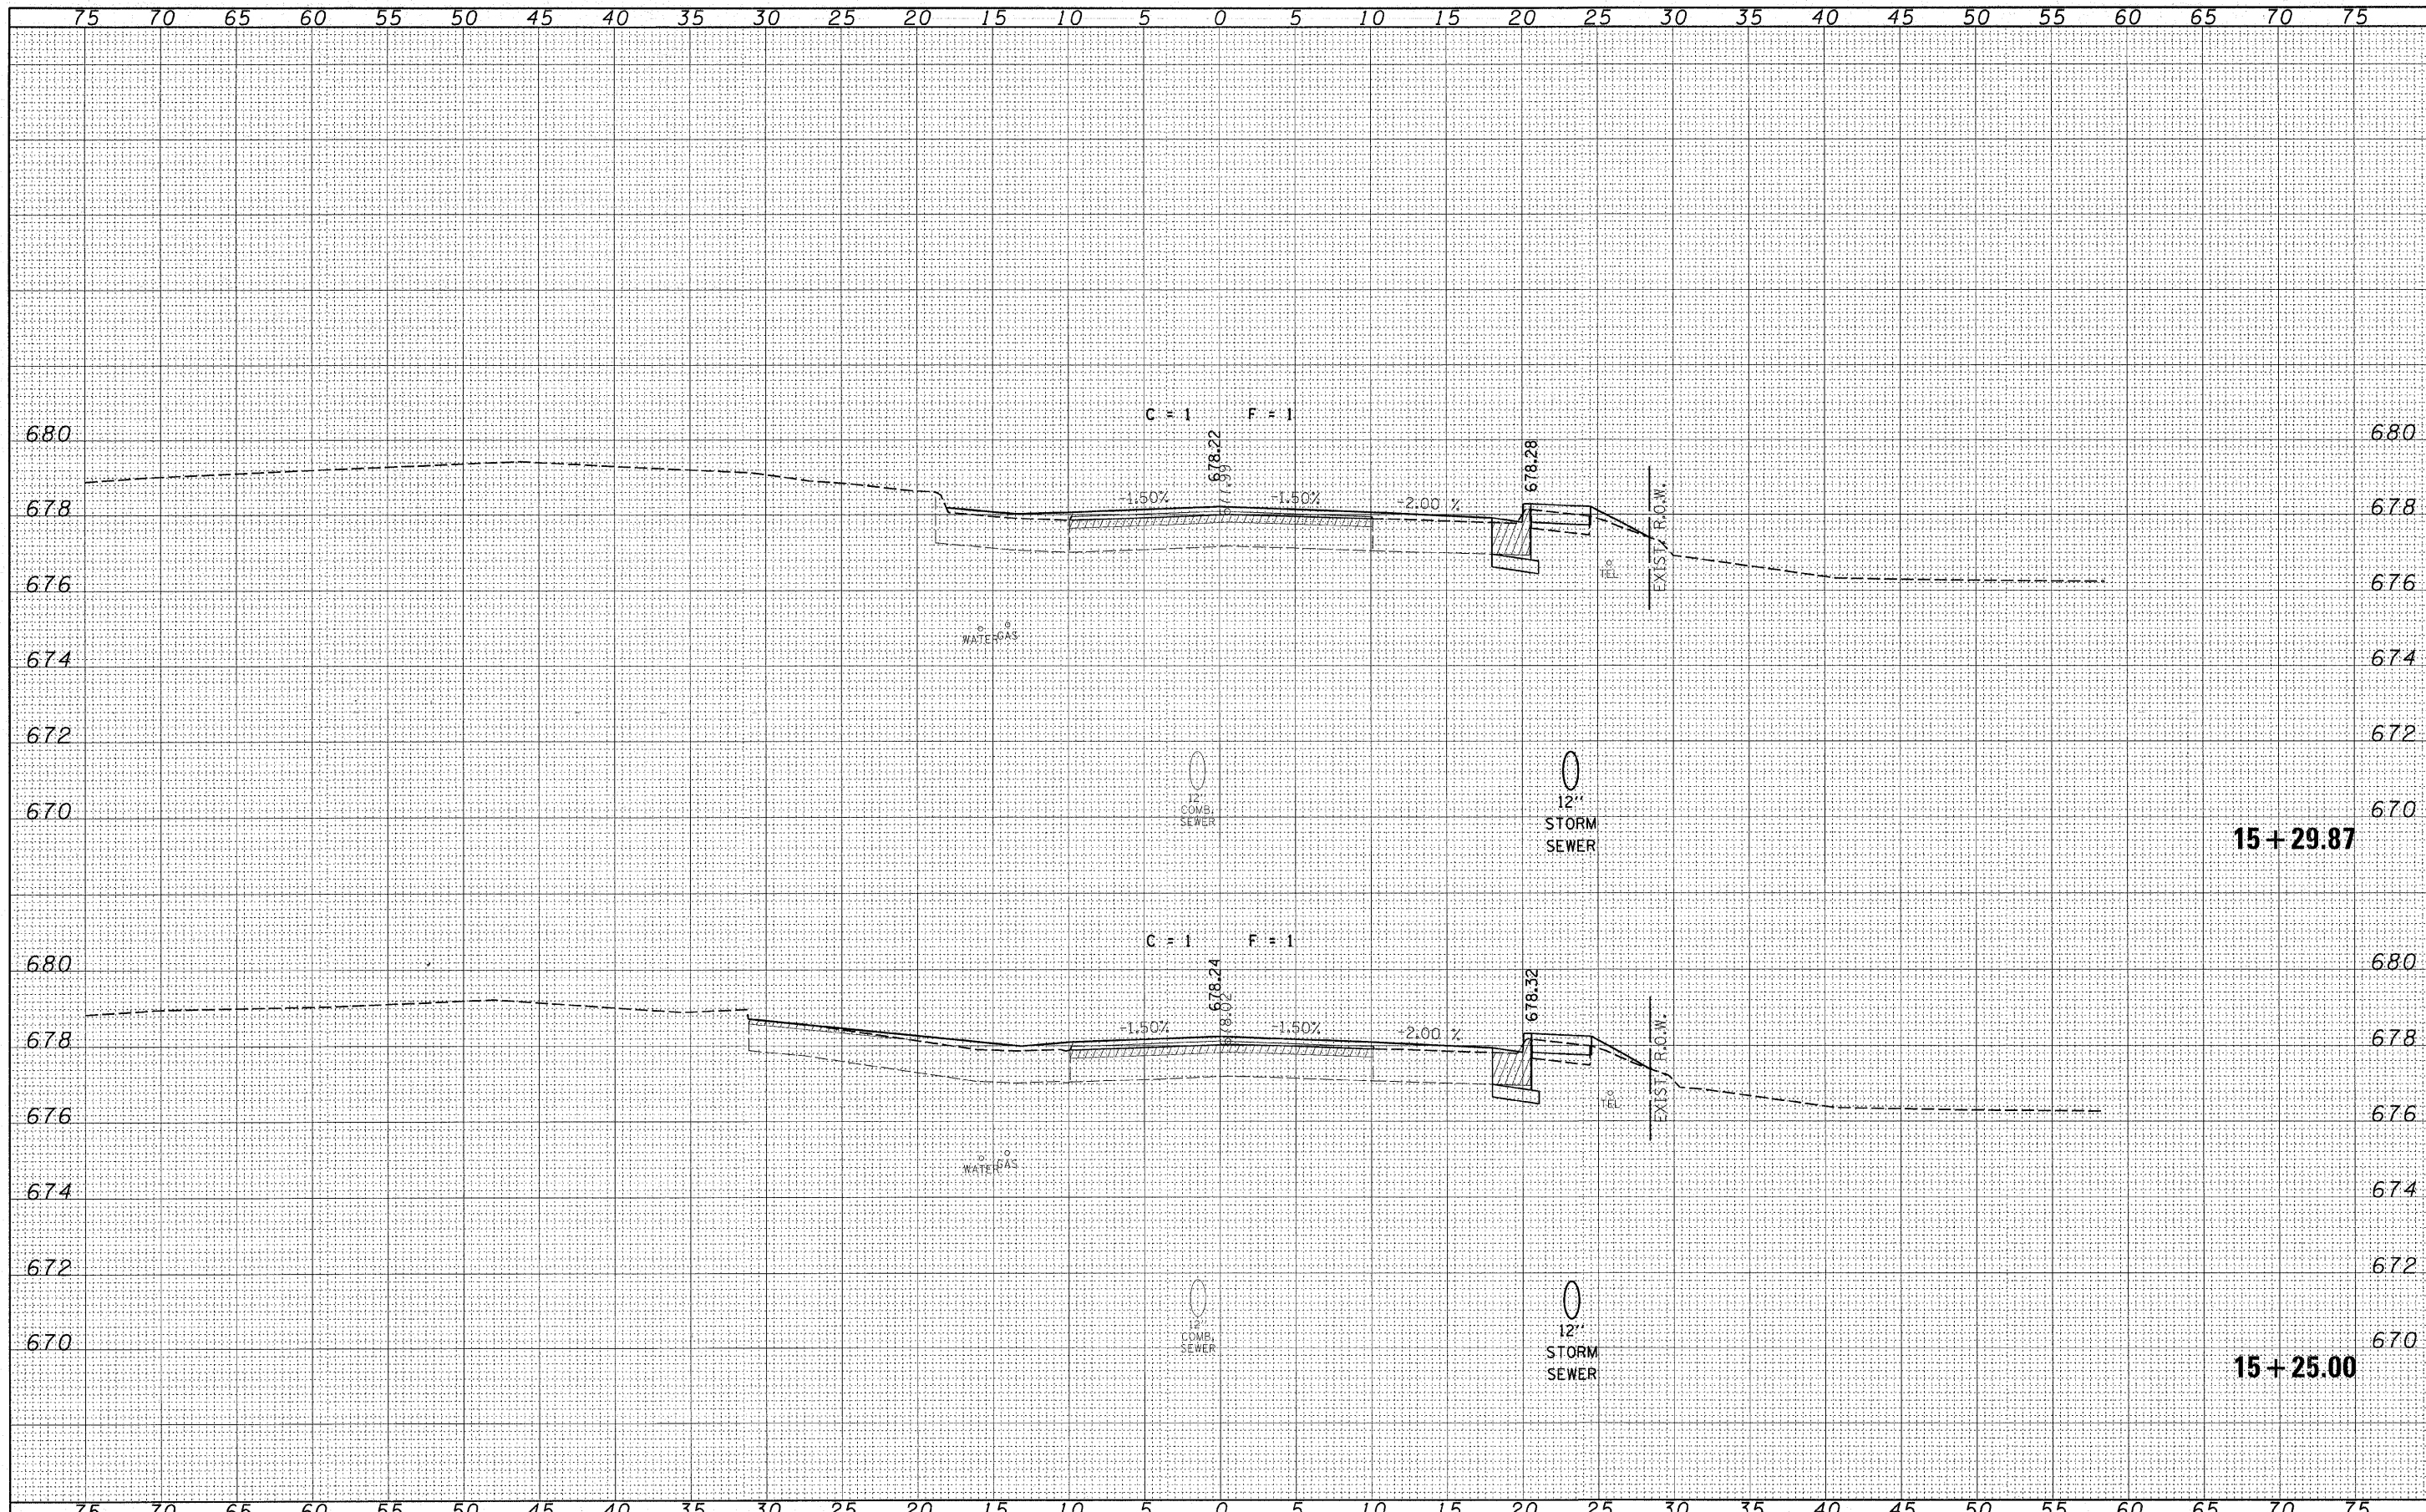 75 70 65 60 55 50 45 40 35 30 25 20 15 10 5 0 5 10 15 20 25 30 35 40 45 50 55 60 65 70 75
C = 1 F = 1
680 678.22 678.28 680
677.99
678 -1.50% -1.50% -2.00 % 678
EXIST. R.O.W.
676 TEL 676
WATER GAS
674 674
672 672
12" 12"
COMB. STORM
SEWER SEWER
670 670
15+29.87
C = 1 F = 1
680 678.24 678.32 680
678.02
678 -1.50% -1.50% -2.00 % 678
EXIST. R.O.W.
676 TEL 676
WATER GAS
674 674
672 672
12" 12"
COMB. STORM
SEWER SEWER
670 670
15+25.00
75 70 65 60 55 50 45 40 35 30 25 20 15 10 5 0 5 10 15 20 25 30 35 40 45 50 55 60 65 70 75